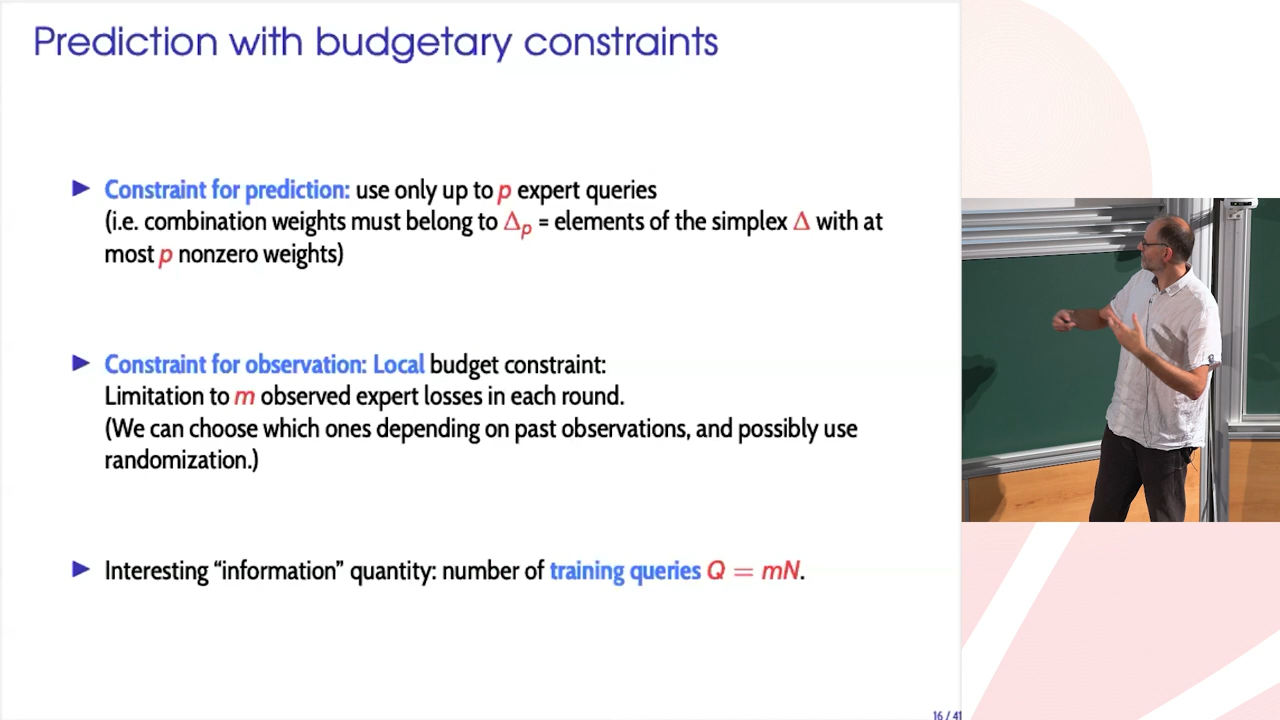 Prediction with budgetary constraints
▶ Constraint for prediction: use only up to p expert queries
(i.e. combination weights must belong to Δₚ = elements of the simplex Δ with at
most p nonzero weights)
▶ Constraint for observation: Local budget constraint:
Limitation to m observed expert losses in each round.
(We can choose which ones depending on past observations, and possibly use
randomization.)
▶ Interesting “information” quantity: number of training queries Q = mN.
16 / 41